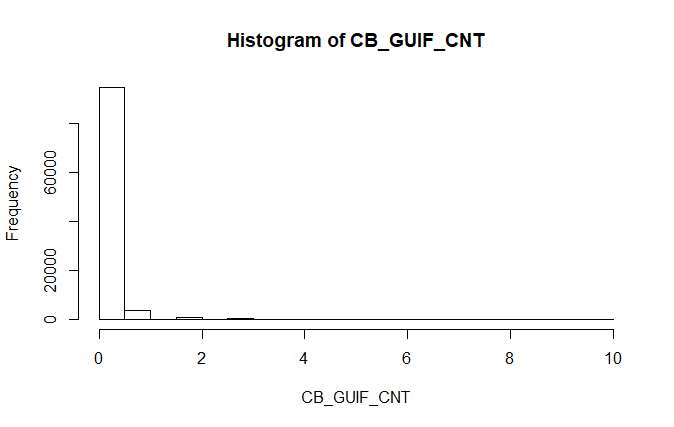 Histogram of CB_GUIF_CNT
Frequency
60000
20000
0
0 2 4 6 8 10
CB_GUIF_CNT